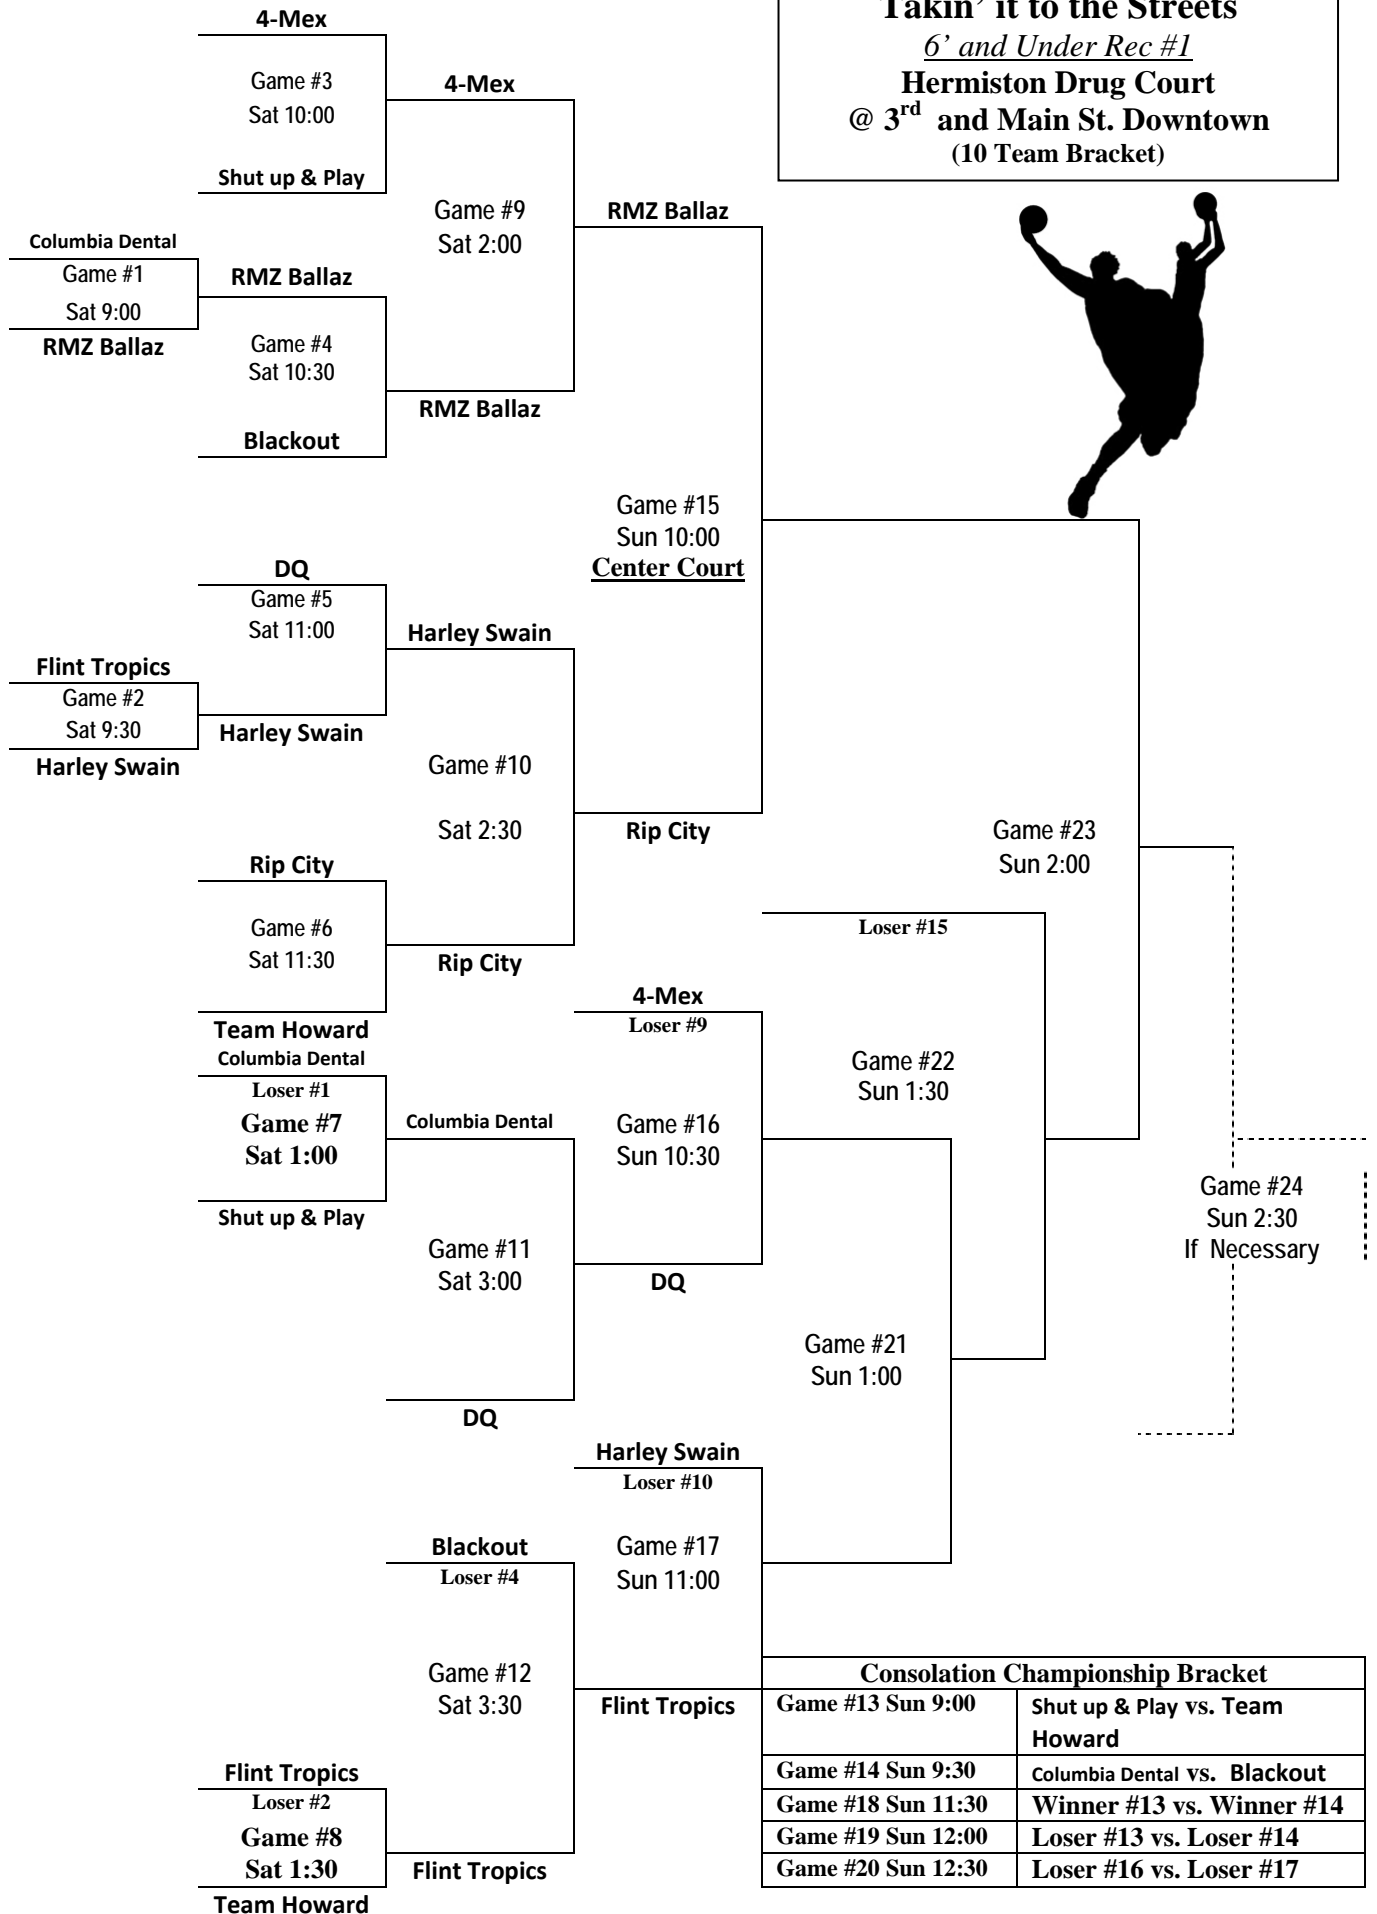 Takin’ it to the Streets
6’ and Under Rec #1
Hermiston Drug Court
@ 3rd and Main St. Downtown
(10 Team Bracket)
4-Mex
Game #3
Sat 10:00
Shut up & Play
4-Mex
Columbia Dental
Game #1
Sat 9:00
RMZ Ballaz
RMZ Ballaz
Game #4
Sat 10:30
Blackout
Game #9
Sat 2:00
RMZ Ballaz
RMZ Ballaz
Game #15
Sun 10:00
Center Court
DQ
Game #5
Sat 11:00
Harley Swain
Flint Tropics
Game #2
Sat 9:30
Harley Swain
Harley Swain
Game #10
Sat 2:30
Rip City
Rip City
Game #6
Sat 11:30
Rip City
Team Howard
Game #23
Sun 2:00
Loser #15
4-Mex
Loser #9
Columbia Dental
Loser #1
Game #7
Sat 1:00
Shut up & Play
Columbia Dental
Game #16
Sun 10:30
Game #22
Sun 1:30
Game #11
Sat 3:00
DQ
DQ
Game #24
Sun 2:30
If Necessary
Game #21
Sun 1:00
Harley Swain
Loser #10
Blackout
Loser #4
Game #17
Sun 11:00
Game #12
Sat 3:30
Flint Tropics
Flint Tropics
Loser #2
Game #8
Sat 1:30
Team Howard
Flint Tropics
Consolation Championship Bracket
Game #13 Sun 9:00 Shut up & Play vs. Team
Howard
Game #14 Sun 9:30 Columbia Dental vs. Blackout
Game #18 Sun 11:30 Winner #13 vs. Winner #14
Game #19 Sun 12:00 Loser #13 vs. Loser #14
Game #20 Sun 12:30 Loser #16 vs. Loser #17